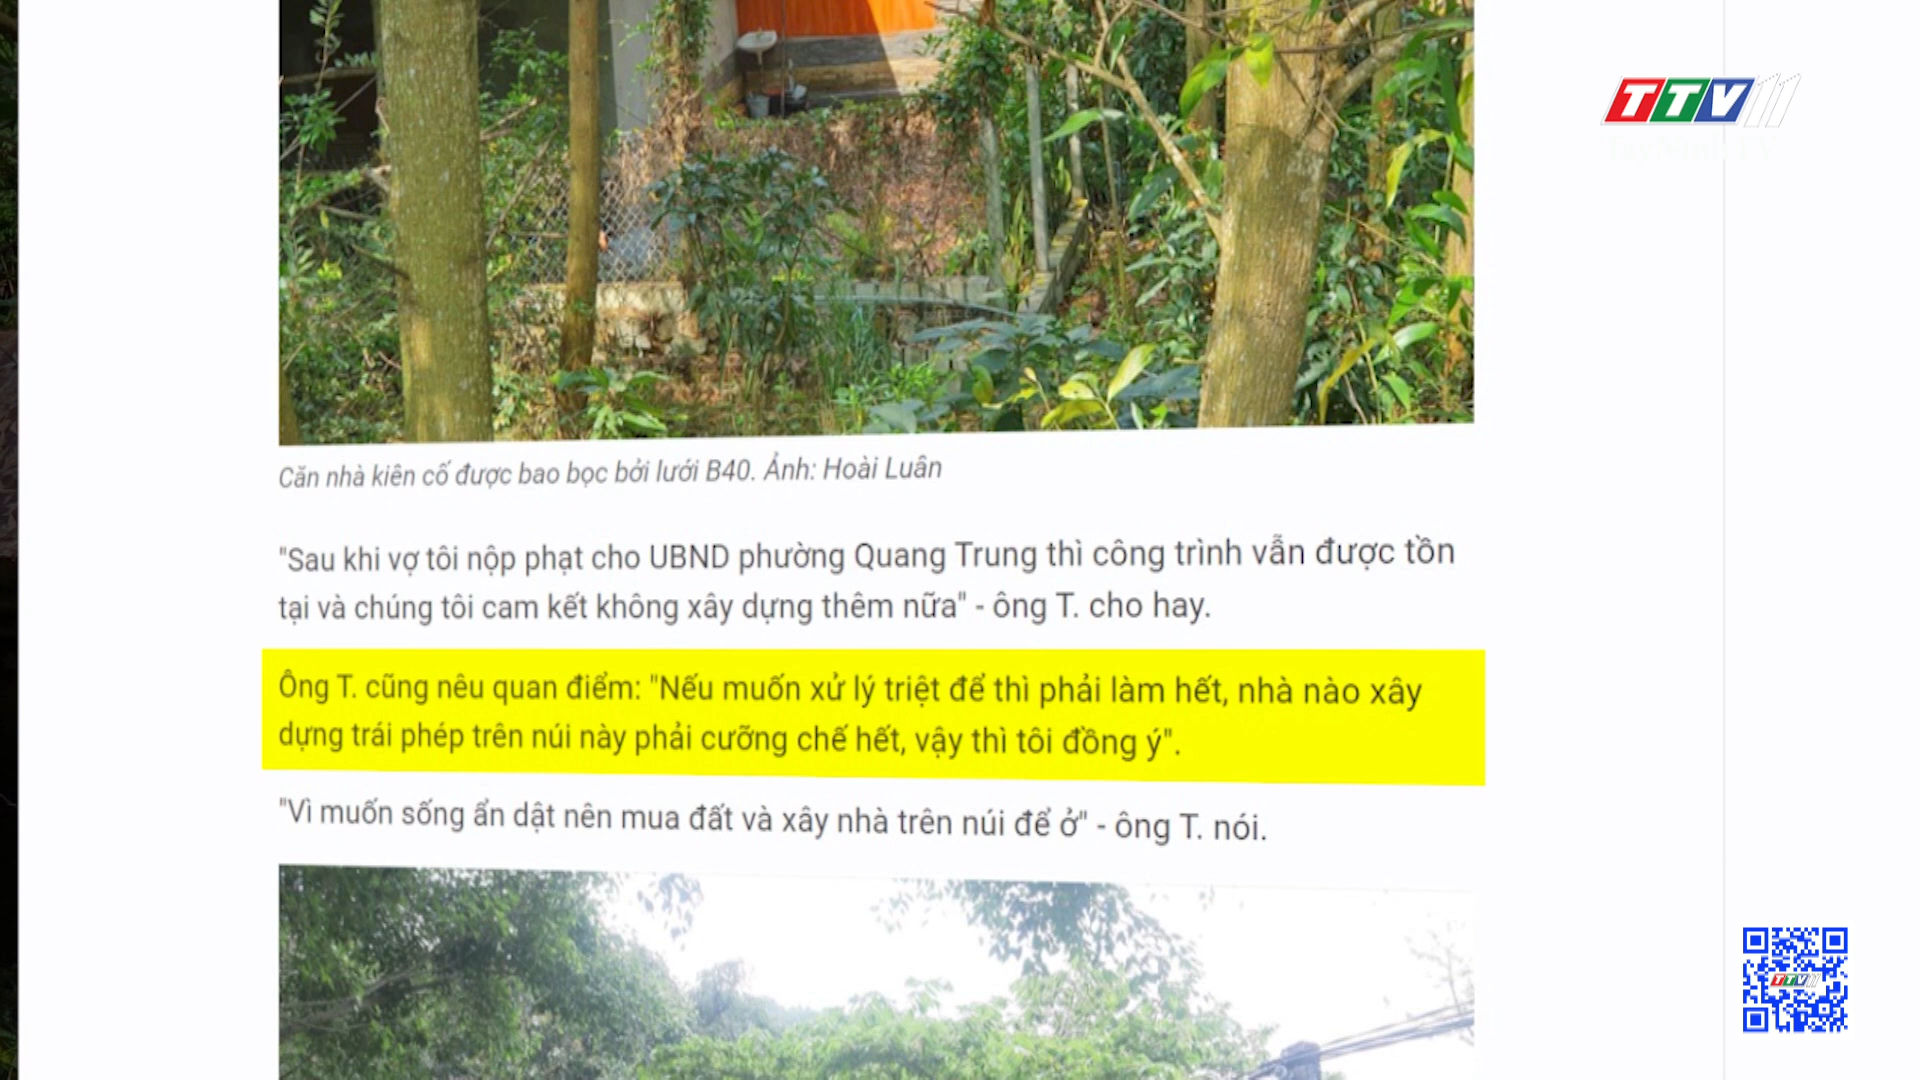 TTV11
Căn nhà kiên cố được bao bọc bởi lưới B40. Ảnh: Hoài Luân
"Sau khi vợ tôi nộp phạt cho UBND phường Quang Trung thì công trình vẫn được tồn
tại và chúng tôi cam kết không xây dựng thêm nữa" - ông T. cho hay.
Ông T. cũng nêu quan điểm: "Nếu muốn xử lý triệt để thì phải làm hết, nhà nào xây
dựng trái phép trên núi này phải cưỡng chế hết, vậy thì tôi đồng ý".
"Vì muốn sống ẩn dật nên mua đất và xây nhà trên núi để ở" - ông T. nói.
TTV11